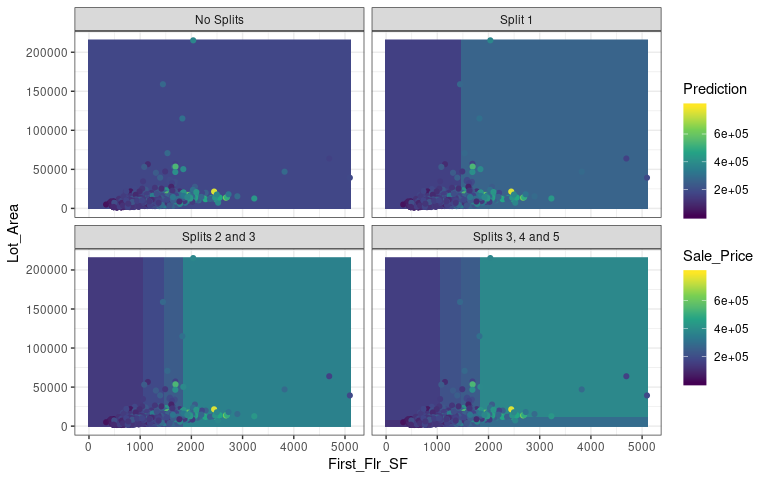 No Splits
Split 1
200000
150000
100000
50000
0
Splits 2 and 3
Splits 3, 4 and 5
200000
150000
100000
50000
0
0
1000
2000
3000
4000
5000
0
1000
2000
3000
4000
5000
First_Flr_SF
Lot_Area
Prediction
6e+05
4e+05
2e+05
Sale_Price
6e+05
4e+05
2e+05